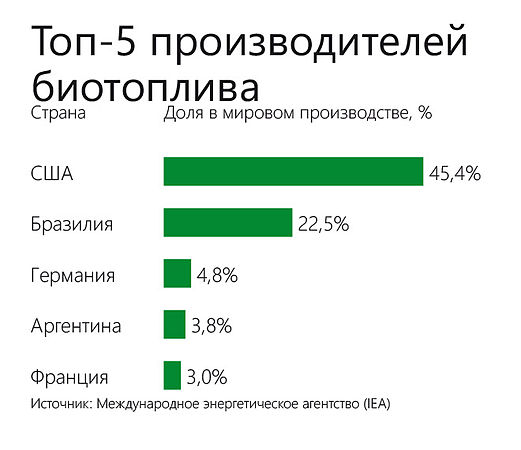 Топ-5 производителей
биотоплива
Страна Доля в мировом производстве, %
США 45,4%
Бразилия 22,5%
Германия 4,8%
Аргентина 3,8%
Франция 3,0%
Источник: Международное энергетическое агентство (IEA)